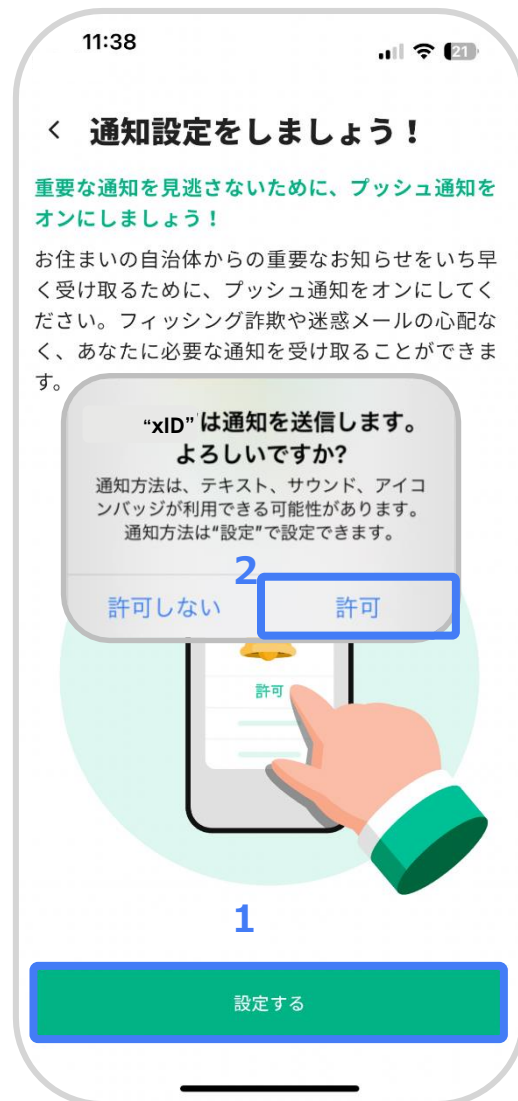 11:38
21
通知設定をしましょう！
重要な通知を見逃さないために、プッシュ通知を
オンにしましょう！
お住まいの自治体からの重要なお知らせをいち早
く受け取るために、プッシュ通知をオンにしてく
ださい。フィッシング詐欺や迷惑メールの心配な
く、あなたに必要な通知を受け取ることができま
す。
“xID”は通知を送信します。
よろしいですか?
通知方法は、テキスト、サウンド、アイコ
ンバッジが利用できる可能性があります。
通知方法は“設定”で設定できます。
2
許可しない 許可
許可
1
設定する